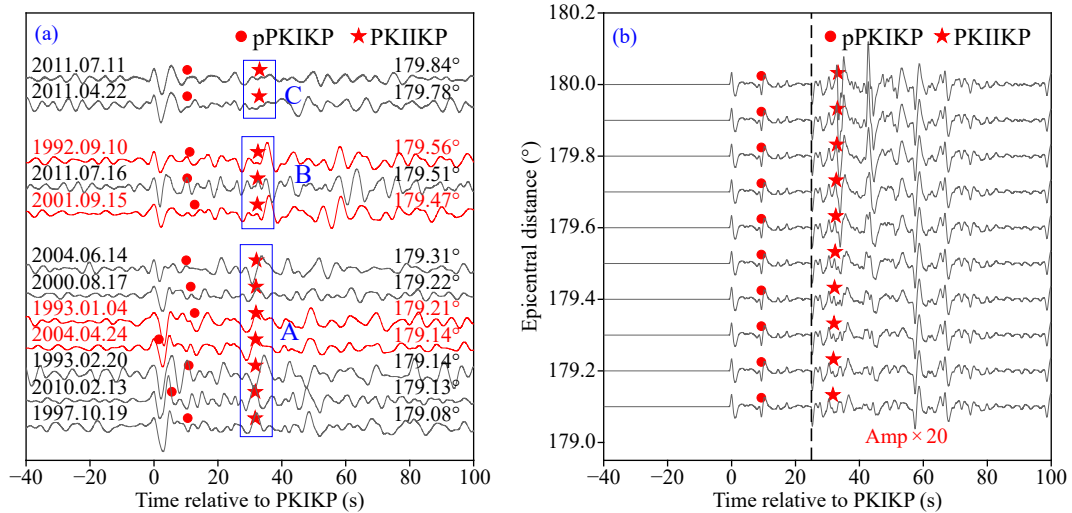 (a)
pPKIKP PKIIKP
2011.07.11 179.84°
2011.04.22 179.78°
C
1992.09.10 179.56°
2011.07.16 179.51°
B
2001.09.15 179.47°
2004.06.14 179.31°
2000.08.17 179.22°
1993.01.04 179.21°
A
2004.04.24 179.14°
1993.02.20 179.14°
2010.02.13 179.13°
1997.10.19 179.08°
−40 −20 0 20 40 60 80 100
Time relative to PKIKP (s)
(b)
pPKIKP PKIIKP
180.2
180.0
179.8
179.6
179.4
179.2
179.0
Epicentral distance (°)
Amp × 20
−40 −20 0 20 40 60 80 100
Time relative to PKIKP (s)